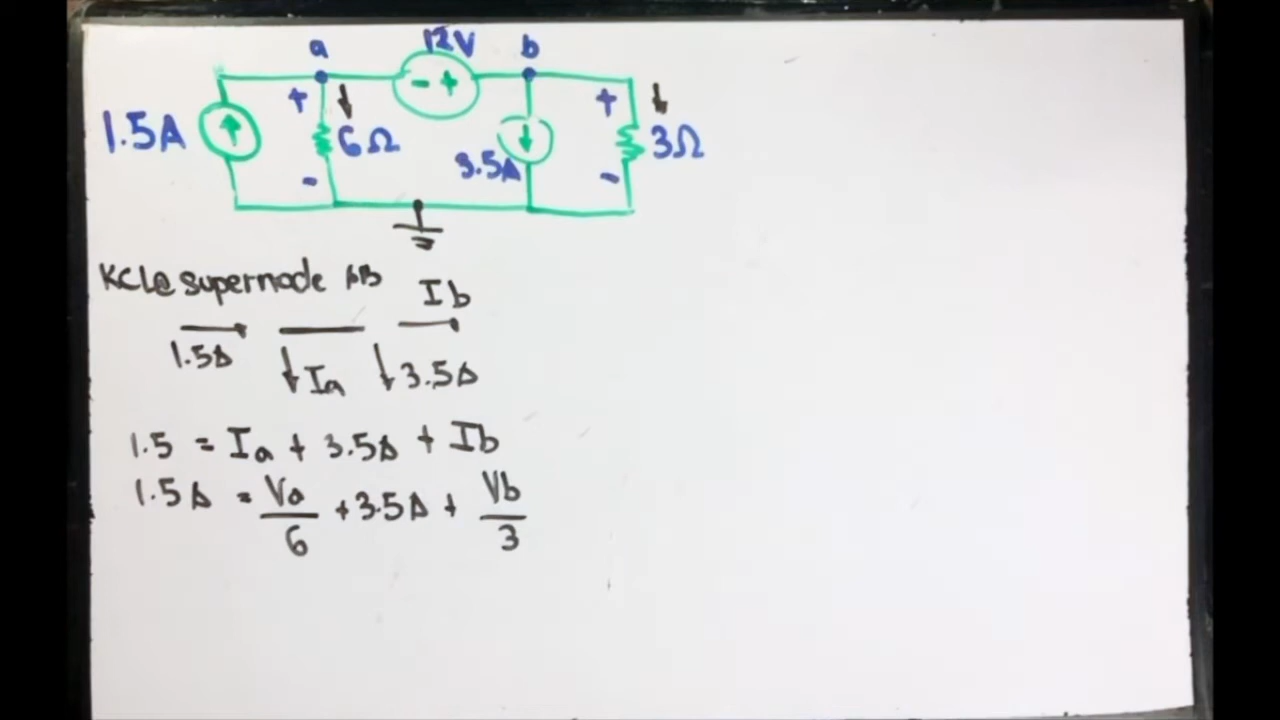 a 12V b
- +
+ + 
1.5A 6Ω 3.5A 3Ω
- -
KCL@ supernode AB
Ib
1.5A Ia 3.5A
1.5 = Ia + 3.5A + Ib
1.5A = Va/6 + 3.5A + Vb/3